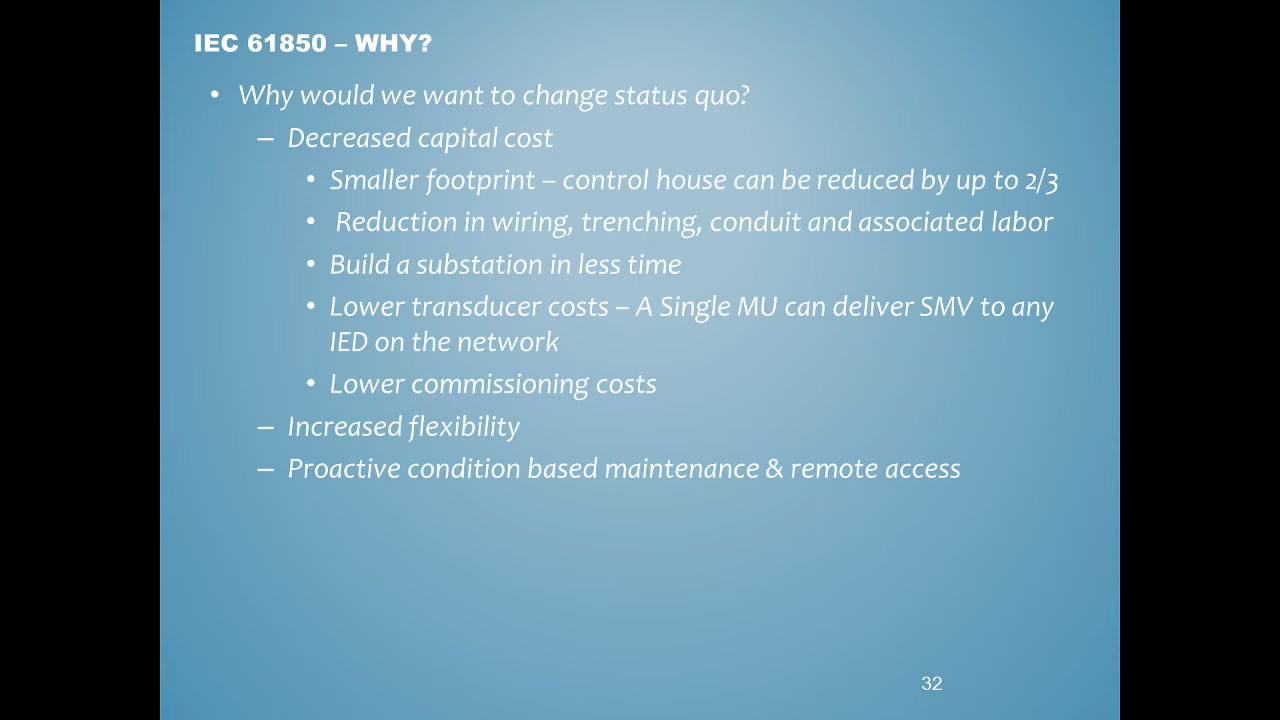 IEC 61850 – WHY?
• Why would we want to change status quo?
– Decreased capital cost
• Smaller footprint – control house can be reduced by up to 2/3
• Reduction in wiring, trenching, conduit and associated labor
• Build a substation in less time
• Lower transducer costs – A Single MU can deliver SMV to any
IED on the network
• Lower commissioning costs
– Increased flexibility
– Proactive condition based maintenance & remote access
32